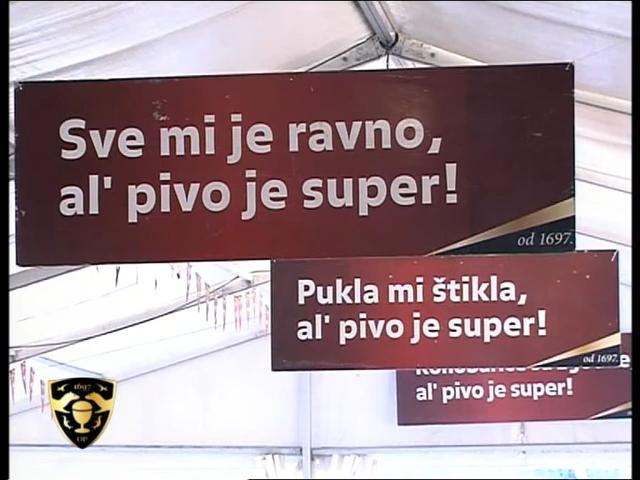 Sve mi je ravno,
al' pivo je super!
od 1697.
Pukla mi štikla,
al' pivo je super!
od 1697.
al' pivo je super!
1697